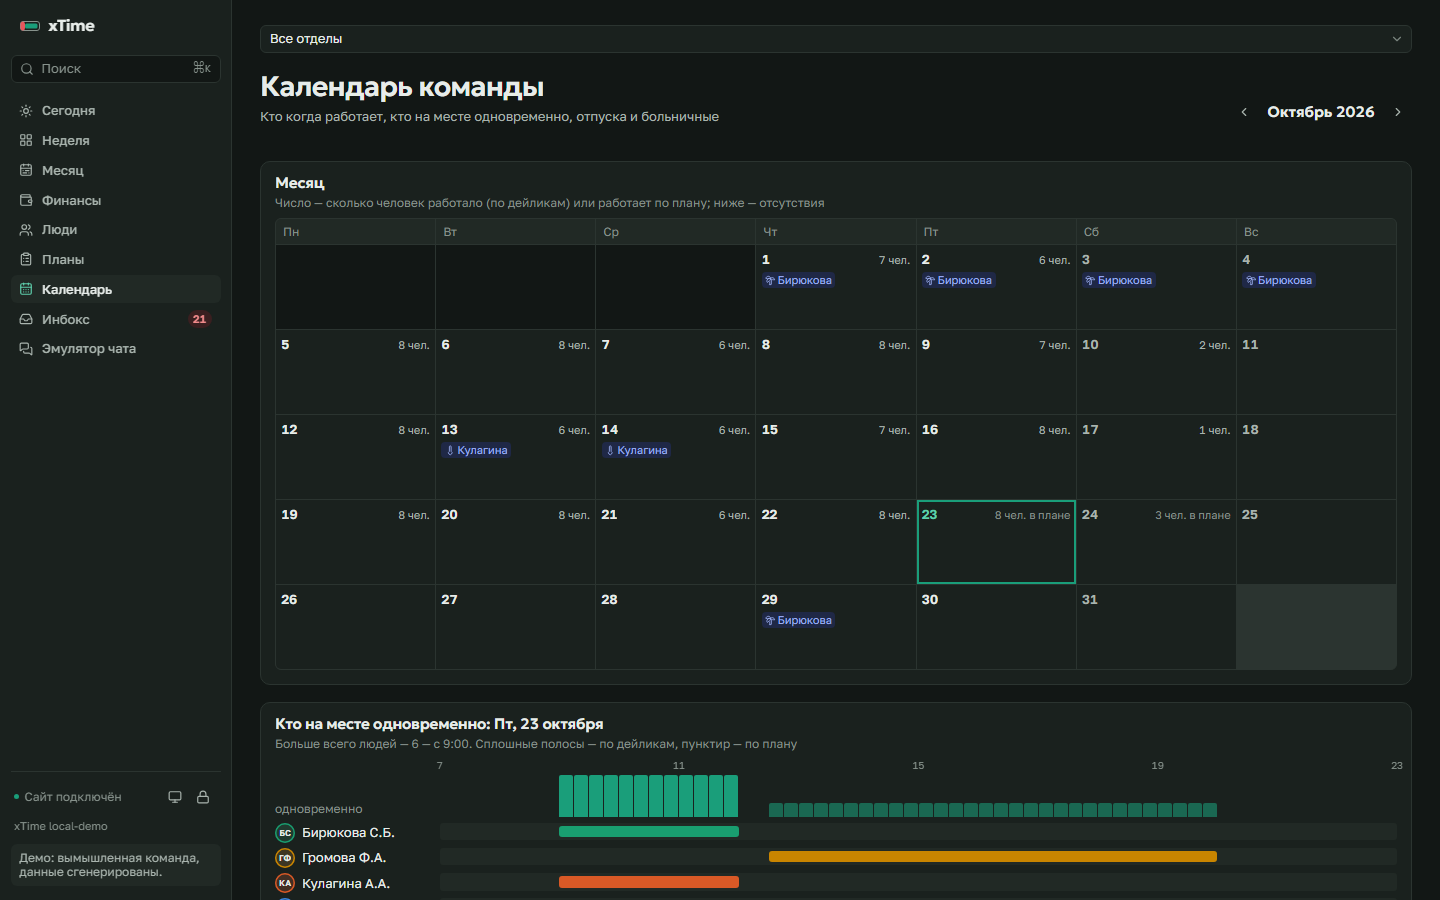 xTime
Все отделы
Поиск ⌘K
Сегодня
Неделя
Месяц
Финансы
Люди
Планы
Календарь
Инбокс 21
Эмулятор чата
Сайт подключён
xTime local-demo
Демо: вымышленная команда,
данные сгенерированы.
Календарь команды
Кто когда работает, кто на месте одновременно, отпуска и больничные
Октябрь 2026
Месяц
Число — сколько человек работало (по дейликам) или работает по плану; ниже — отсутствия
Пн Вт Ср Чт Пт Сб Вс
1 7 чел. 2 6 чел. 3 4
Бирюкова Бирюкова Бирюкова Бирюкова
5 8 чел. 6 8 чел. 7 6 чел. 8 8 чел. 9 7 чел. 10 2 чел. 11
12 8 чел. 13 6 чел. 14 6 чел. 15 7 чел. 16 8 чел. 17 1 чел. 18
Кулагина Кулагина
19 8 чел. 20 8 чел. 21 6 чел. 22 8 чел. 23 8 чел. в плане 24 3 чел. в плане 25
26 27 28 29 30 31
Бирюкова
Кто на месте одновременно: Пт, 23 октября
Больше всего людей — 6 — с 9:00. Сплошные полосы — по дейликам, пунктир — по плану
7 11 15 19 23
одновременно
БС Бирюкова С.Б.
ГФ Громова Ф.А.
КА Кулагина А.А.